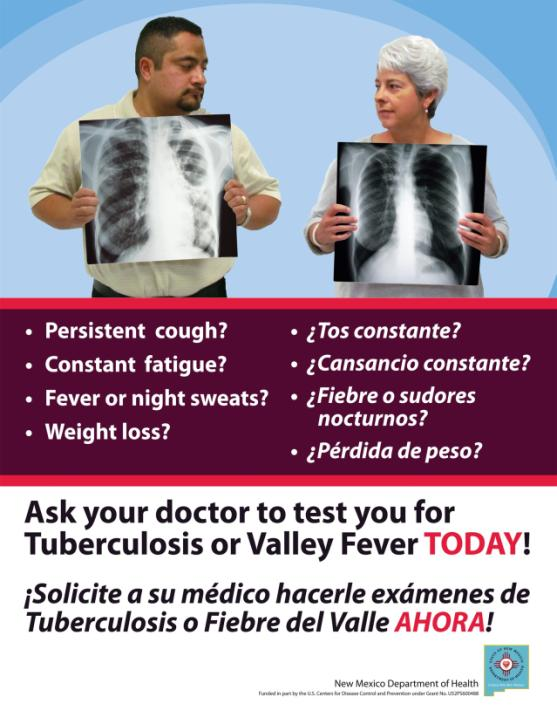 • Persistent cough?
• Constant fatigue?
• Fever or night sweats?
• Weight loss?
• ¿Tos constante?
• ¿Cansancio constante?
• ¿Fiebre o sudores
nocturnos?
• ¿Pérdida de peso?
Ask your doctor to test you for
Tuberculosis or Valley Fever TODAY!
¡Solicite a su médico hacerle exámenes de
Tuberculosis o Fiebre del Valle AHORA!
New Mexico Department of Health
Funded in part by the U.S. Centers for Disease Control and Prevention under Grant No.